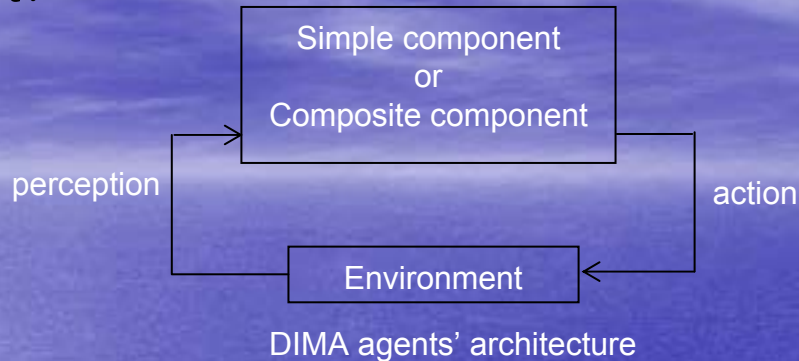 Simple component
or
Composite component
perception
action
Environment
DIMA agents' architecture